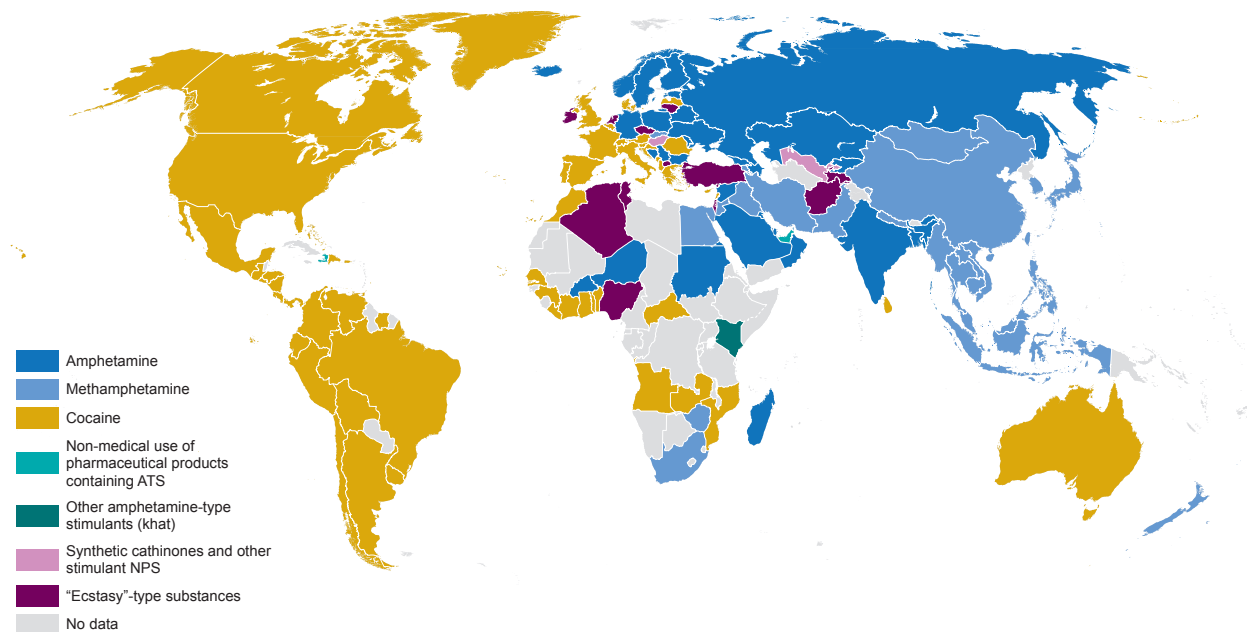 Amphetamine
Methamphetamine
Cocaine
Non-medical use of
pharmaceutical products
containing ATS
Other amphetamine-type
stimulants (khat)
Synthetic cathinones and other
stimulant NPS
“Ecstasy”-type substances
No data